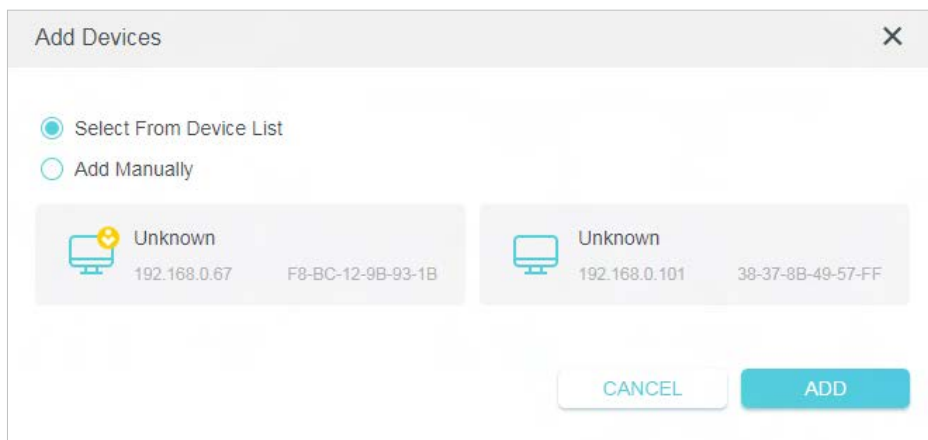 Add Devices
Select From Device List
Add Manually
Unknown
192.168.0.67 F8-BC-12-9B-93-1B
Unknown
192.168.0.101 38-37-8B-49-57-FF
CANCEL ADD